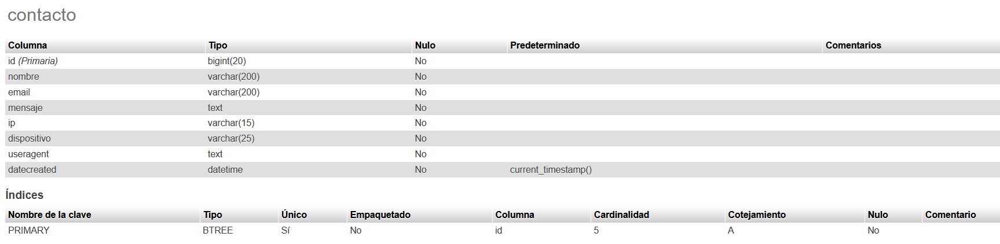 contacto
Columna Tipo Nulo Predeterminado Comentarios
id (Primaria) bigint(20) No
nombre varchar(200) No
email varchar(200) No
mensaje text No
ip varchar(15) No
dispositivo varchar(25) No
useragent text No
datecreated datetime No current_timestamp()
Índices
Nombre de la clave Tipo Único Empaquetado Columna Cardinalidad Cotejamiento Nulo Comentario
PRIMARY BTREE Sí No id 5 A No